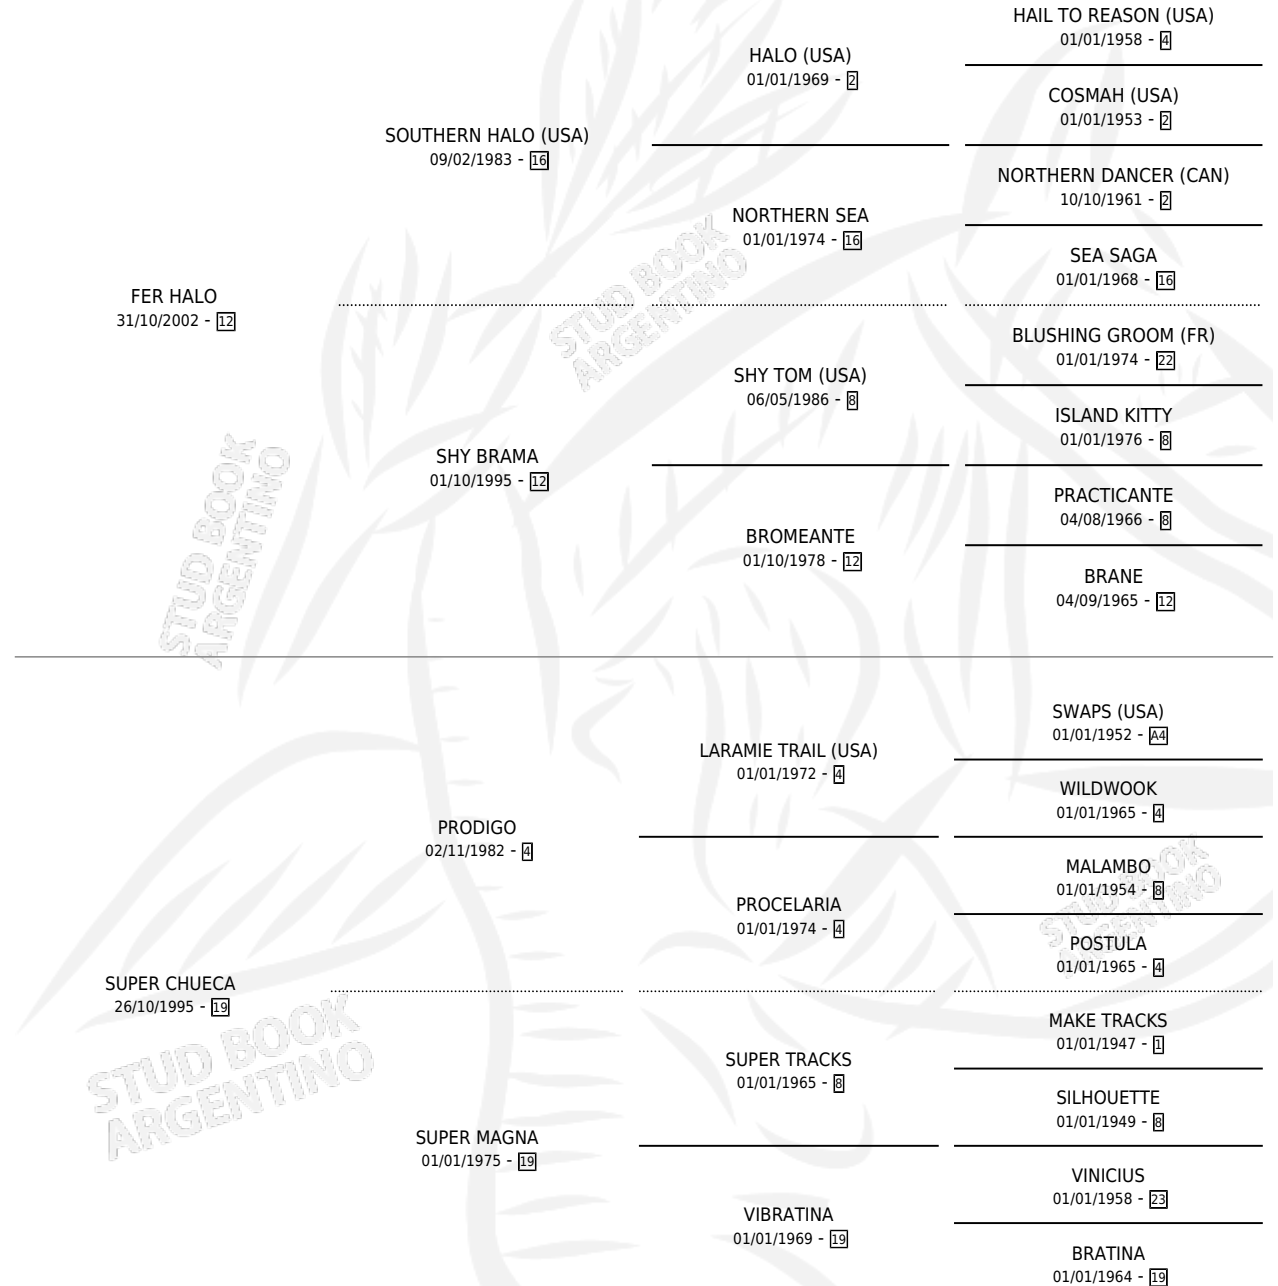 HAIL TO REASON (USA)
01/01/1958 - 4
HALO (USA)
01/01/1969 - 2
COSMAH (USA)
01/01/1953 - 2
SOUTHERN HALO (USA)
09/02/1983 - 16
NORTHERN DANCER (CAN)
10/10/1961 - 2
NORTHERN SEA
01/01/1974 - 16
SEA SAGA
01/01/1968 - 16
FER HALO
31/10/2002 - 12
STUD BOOK
ARGENTINO
BLUSHING GROOM (FR)
01/01/1974 - 22
SHY TOM (USA)
06/05/1986 - 8
ISLAND KITTY
01/01/1976 - 8
SHY BRAMA
01/10/1995 - 12
PRACTICANTE
04/08/1966 - 8
BROMEANTE
01/10/1978 - 12
BRANE
04/09/1965 - 12
STUD BOOK
ARGENTINO
SWAPS (USA)
01/01/1952 - A4
LARAMIE TRAIL (USA)
01/01/1972 - 4
WILDWOOK
01/01/1965 - 4
PRODIGO
02/11/1982 - 4
MALAMBO
01/01/1954 - 8
PROCELARIA
01/01/1974 - 4
STUD BOOK
ARGENTINO
POSTULA
01/01/1965 - 4
SUPER CHUECA
26/10/1995 - 19
MAKE TRACKS
01/01/1947 - 1
SUPER TRACKS
01/01/1965 - 8
SILHOUETTE
01/01/1949 - 8
STUD BOOK
ARGENTINO
SUPER MAGNA
01/01/1975 - 19
VINICIUS
01/01/1958 - 23
VIBRATINA
01/01/1969 - 19
BRATINA
01/01/1964 - 19